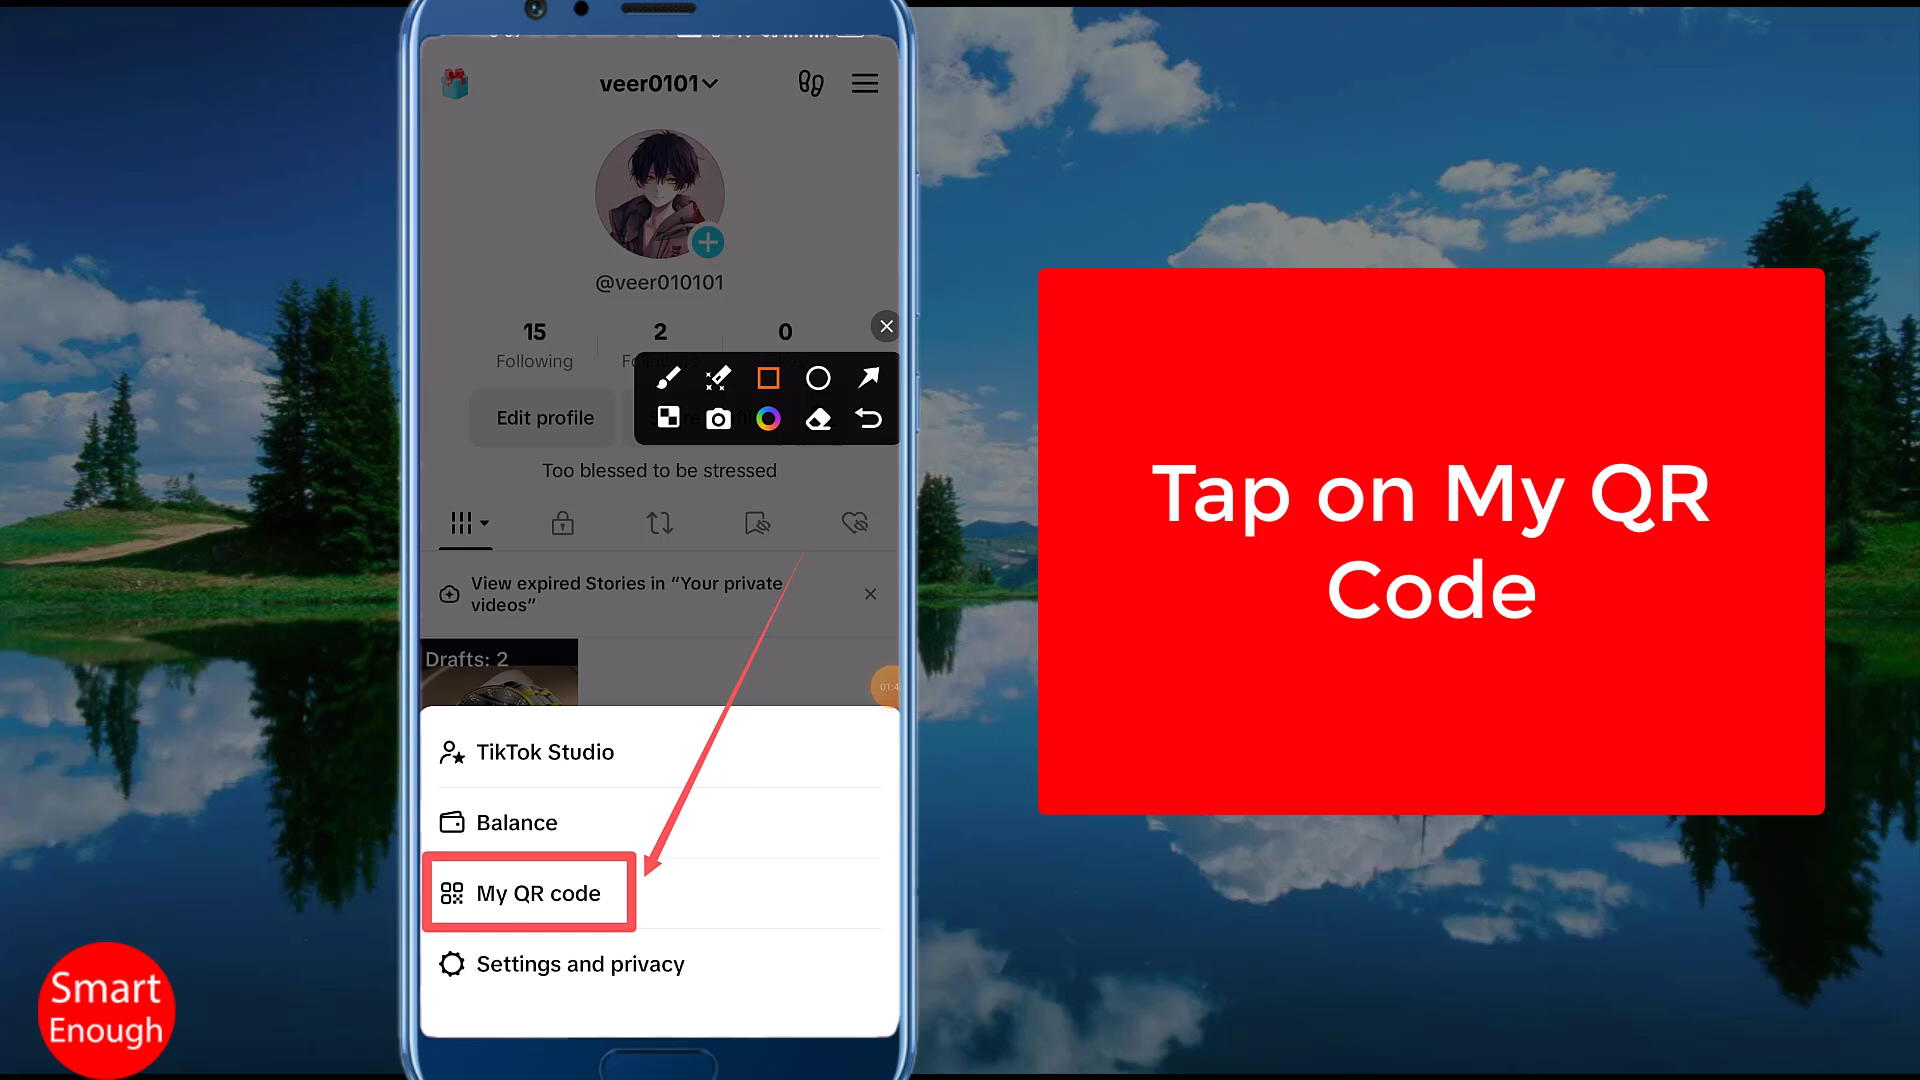 veer0101
@veer010101
15 2 0
Following
Edit profile
Too blessed to be stressed
View expired Stories in “Your private
videos”
Drafts: 2
01:4
TikTok Studio
Balance
My QR code
Settings and privacy
Tap on My QR
Code
Smart
Enough